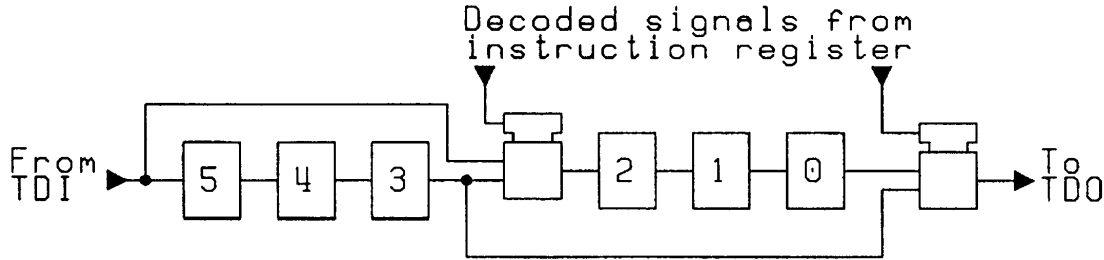 Decoded signals from
instruction register
From
TDI
5
4
3
2
1
0
To
TDO